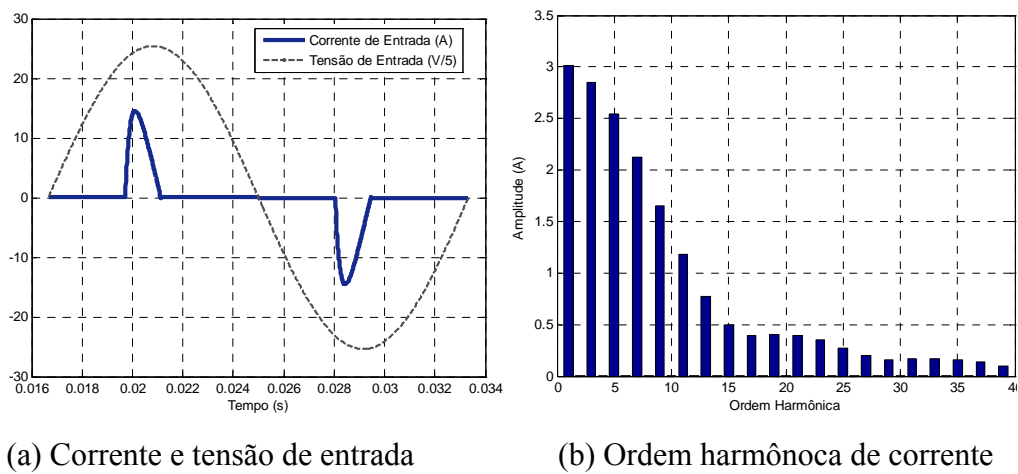 30
20
10
0
-10
-20
-30
0.016 0.018 0.02 0.022 0.024 0.026 0.028 0.03 0.032 0.034
Tempo (s)
Corrente de Entrada (A)
Tensão de Entrada (V/5)
3.5
3
2.5
2
1.5
1
0.5
0
Amplitude (A)
0 5 10 15 20 25 30 35 40
Ordem Harmônica
(a) Corrente e tensão de entrada
(b) Ordem harmônoca de corrente